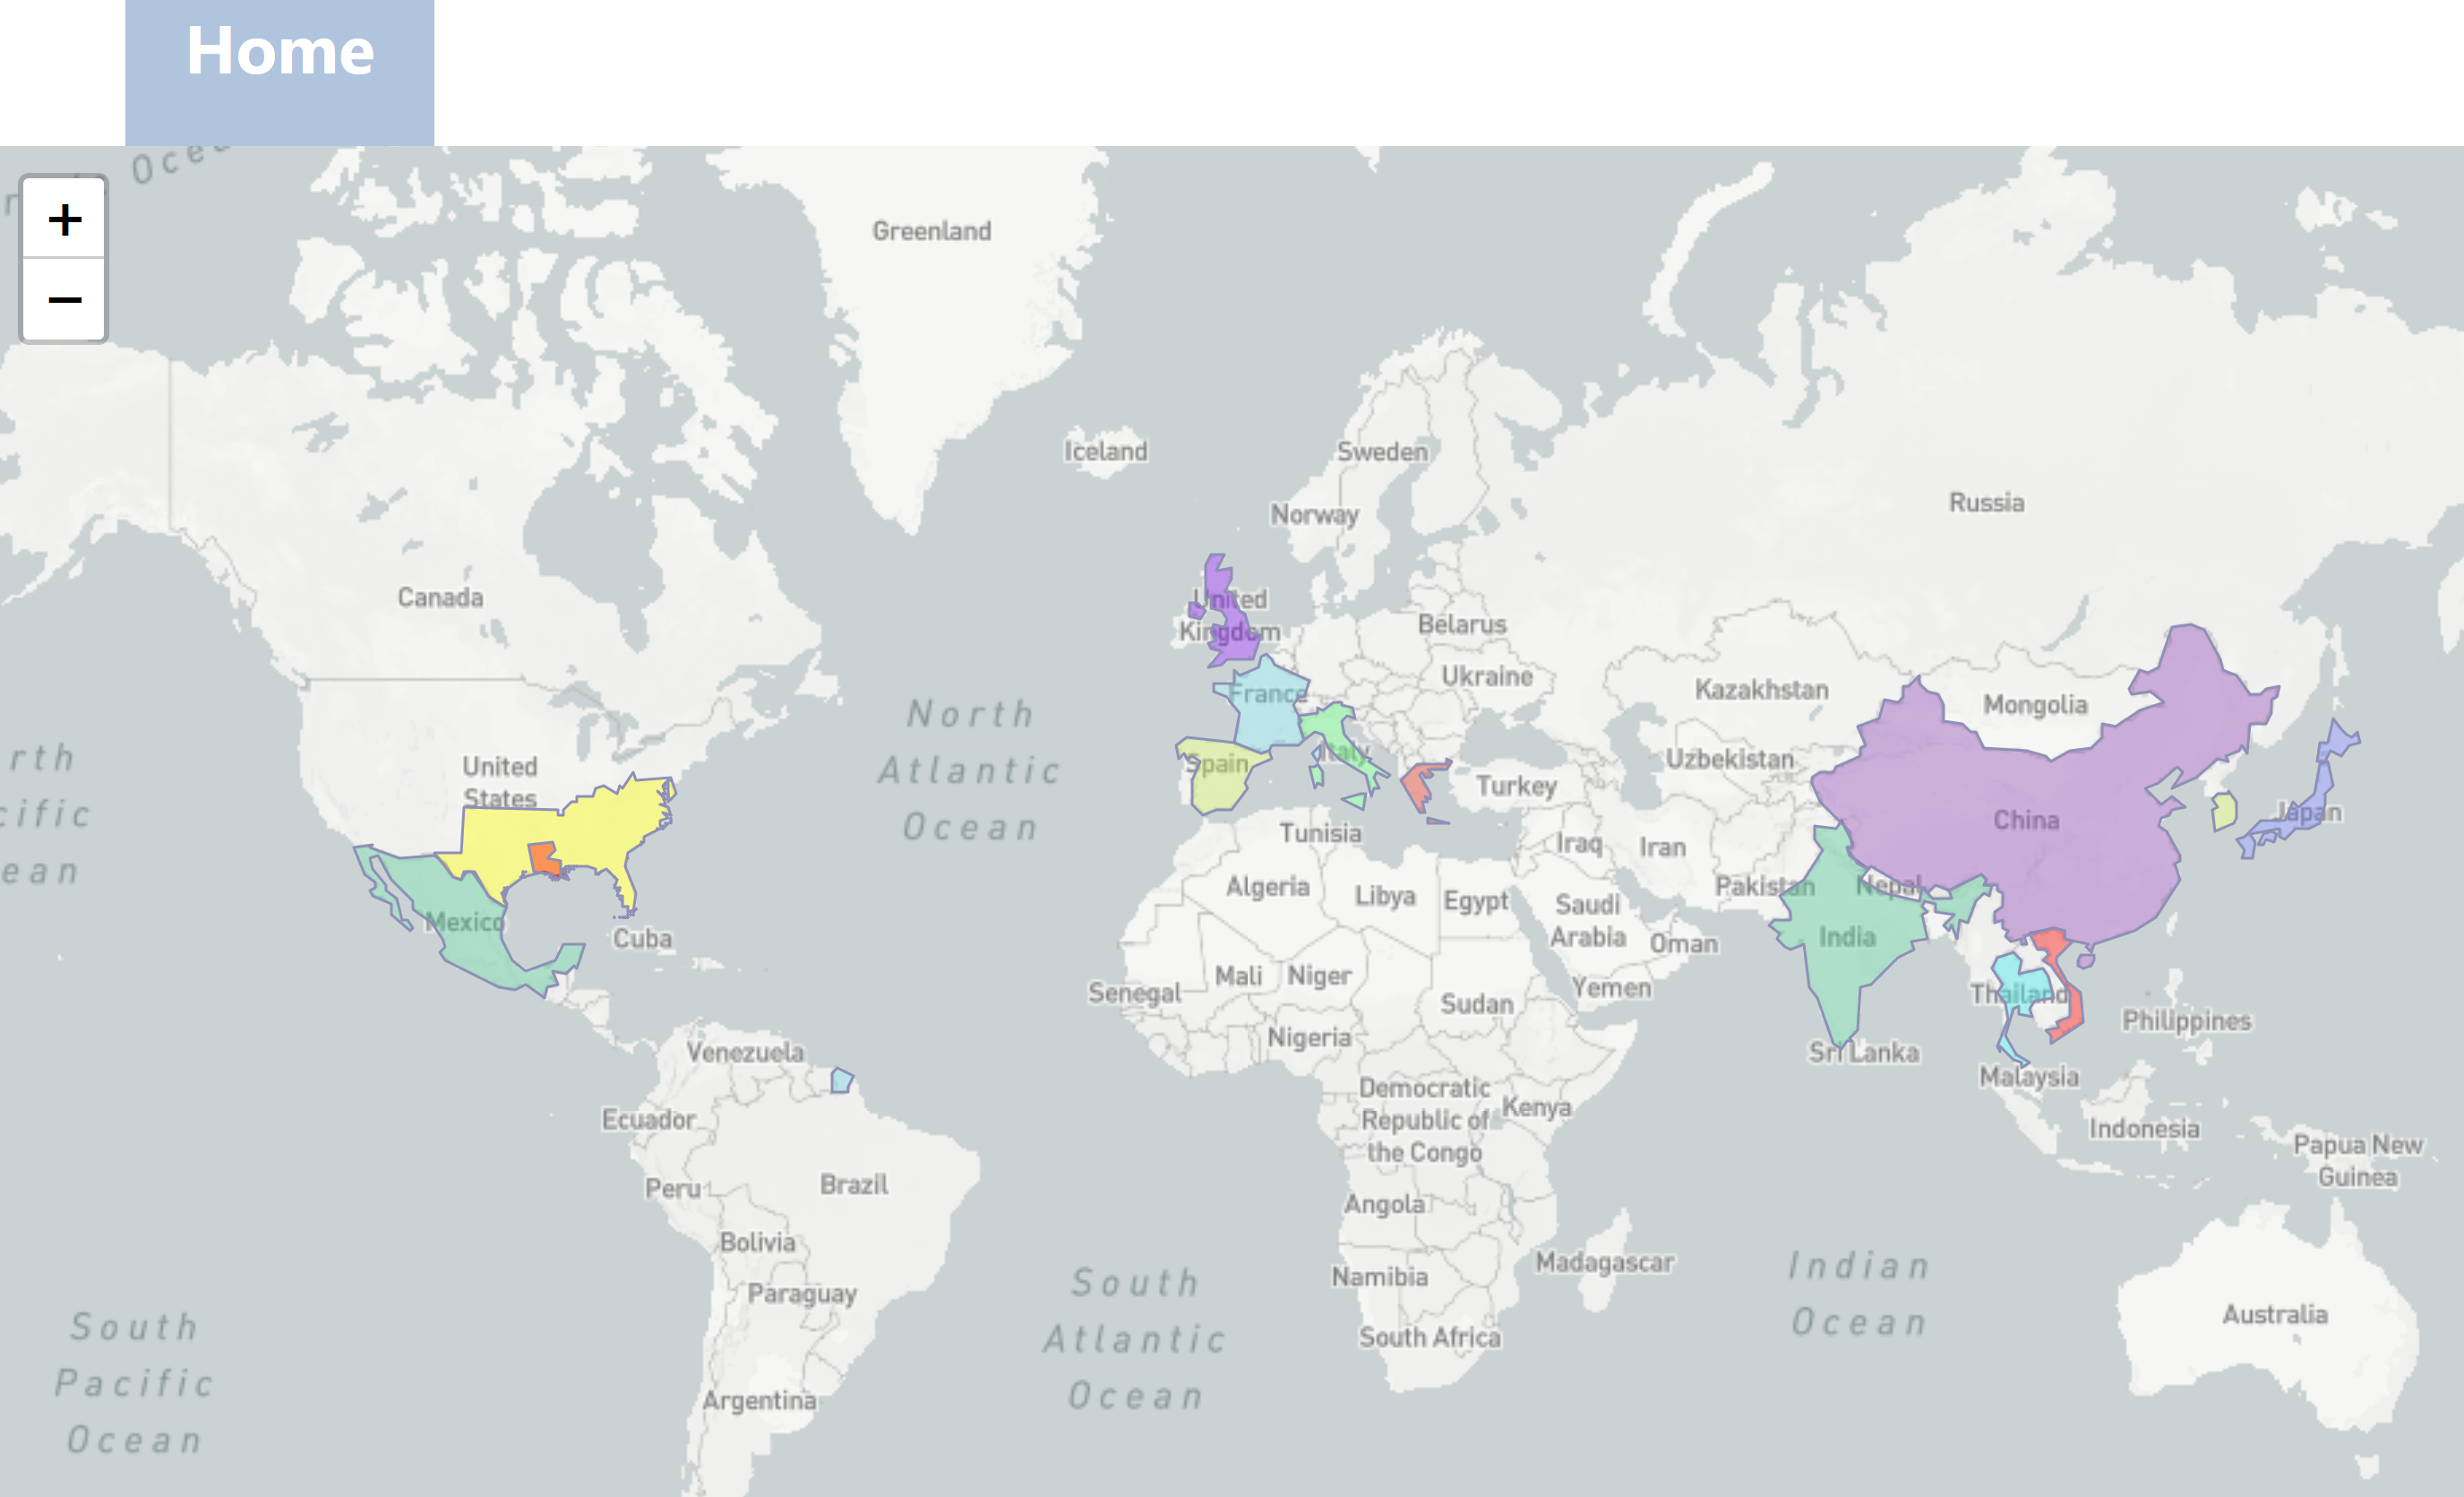 Home
+
−
Greenland
Iceland
Sweden
Norway
Russia
Canada
United
Kingdom
Belarus
Ukraine
France
Kazakhstan
Mongolia
North
Atlantic
Ocean
United
States
Spain
Italy
Turkey
Uzbekistan
China
Japan
Tunisia
Iraq
Iran
Algeria
Libya
Egypt
Pakistan
Nepal
Saudi
Arabia
Oman
India
Mexico
Cuba
Mali
Niger
Yemen
Senegal
Sudan
Thailand
Philippines
Nigeria
Venezuela
Sri Lanka
Malaysia
Ecuador
Democratic
Republic of
the Congo
Kenya
Indonesia
Papua New
Guinea
Peru
Brazil
Angola
Bolivia
Namibia
Madagascar
Indian
Ocean
Paraguay
South
Atlantic
Ocean
South Africa
Australia
South
Pacific
Ocean
Argentina